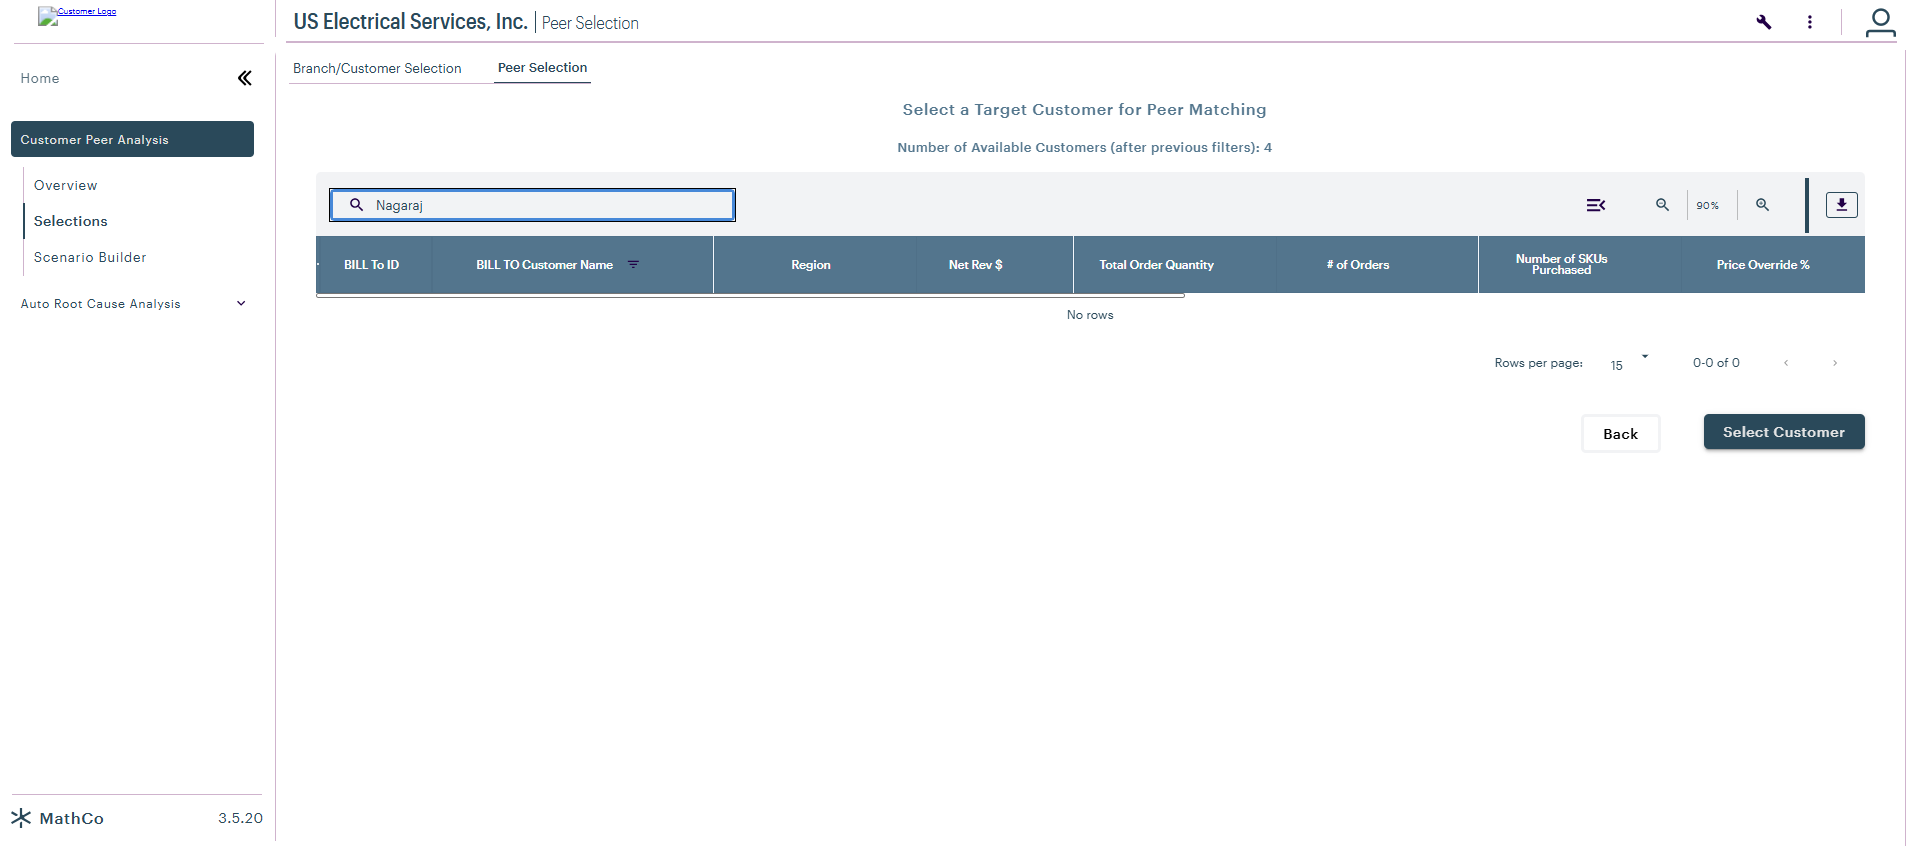 Customer Logo
US Electrical Services, Inc. Peer Selection
Home
Customer Peer Analysis
Overview
Selections
Scenario Builder
Auto Root Cause Analysis
Branch/Customer Selection Peer Selection
Select a Target Customer for Peer Matching
Number of Available Customers (after previous filters): 4
Nagaraj
90%
BILL To ID BILL TO Customer Name Region Net Rev $ Total Order Quantity # of Orders Number of SKUs Purchased Price Override %
No rows
Rows per page: 15 0-0 of 0
Back Select Customer
MathCo 3.5.20